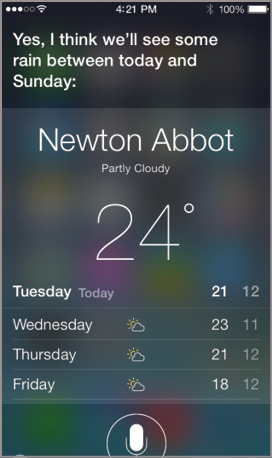 4:21 PM 100%
Yes, I think we'll see some
rain between today and
Sunday:
Newton Abbot
Partly Cloudy
24°
Tuesday Today 21 12
Wednesday 23 11
Thursday 21 12
Friday 18 12